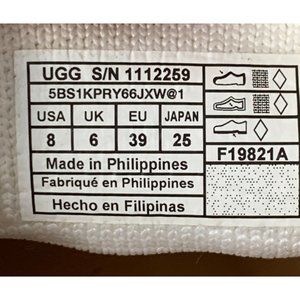 UGG S/N 1112259
5BS1KPRY66JXW@1
USA UK EU JAPAN
8 6 39 25
F19821A
Made in Philippines
Fabriqué en Philippines
Hecho en Filipinas